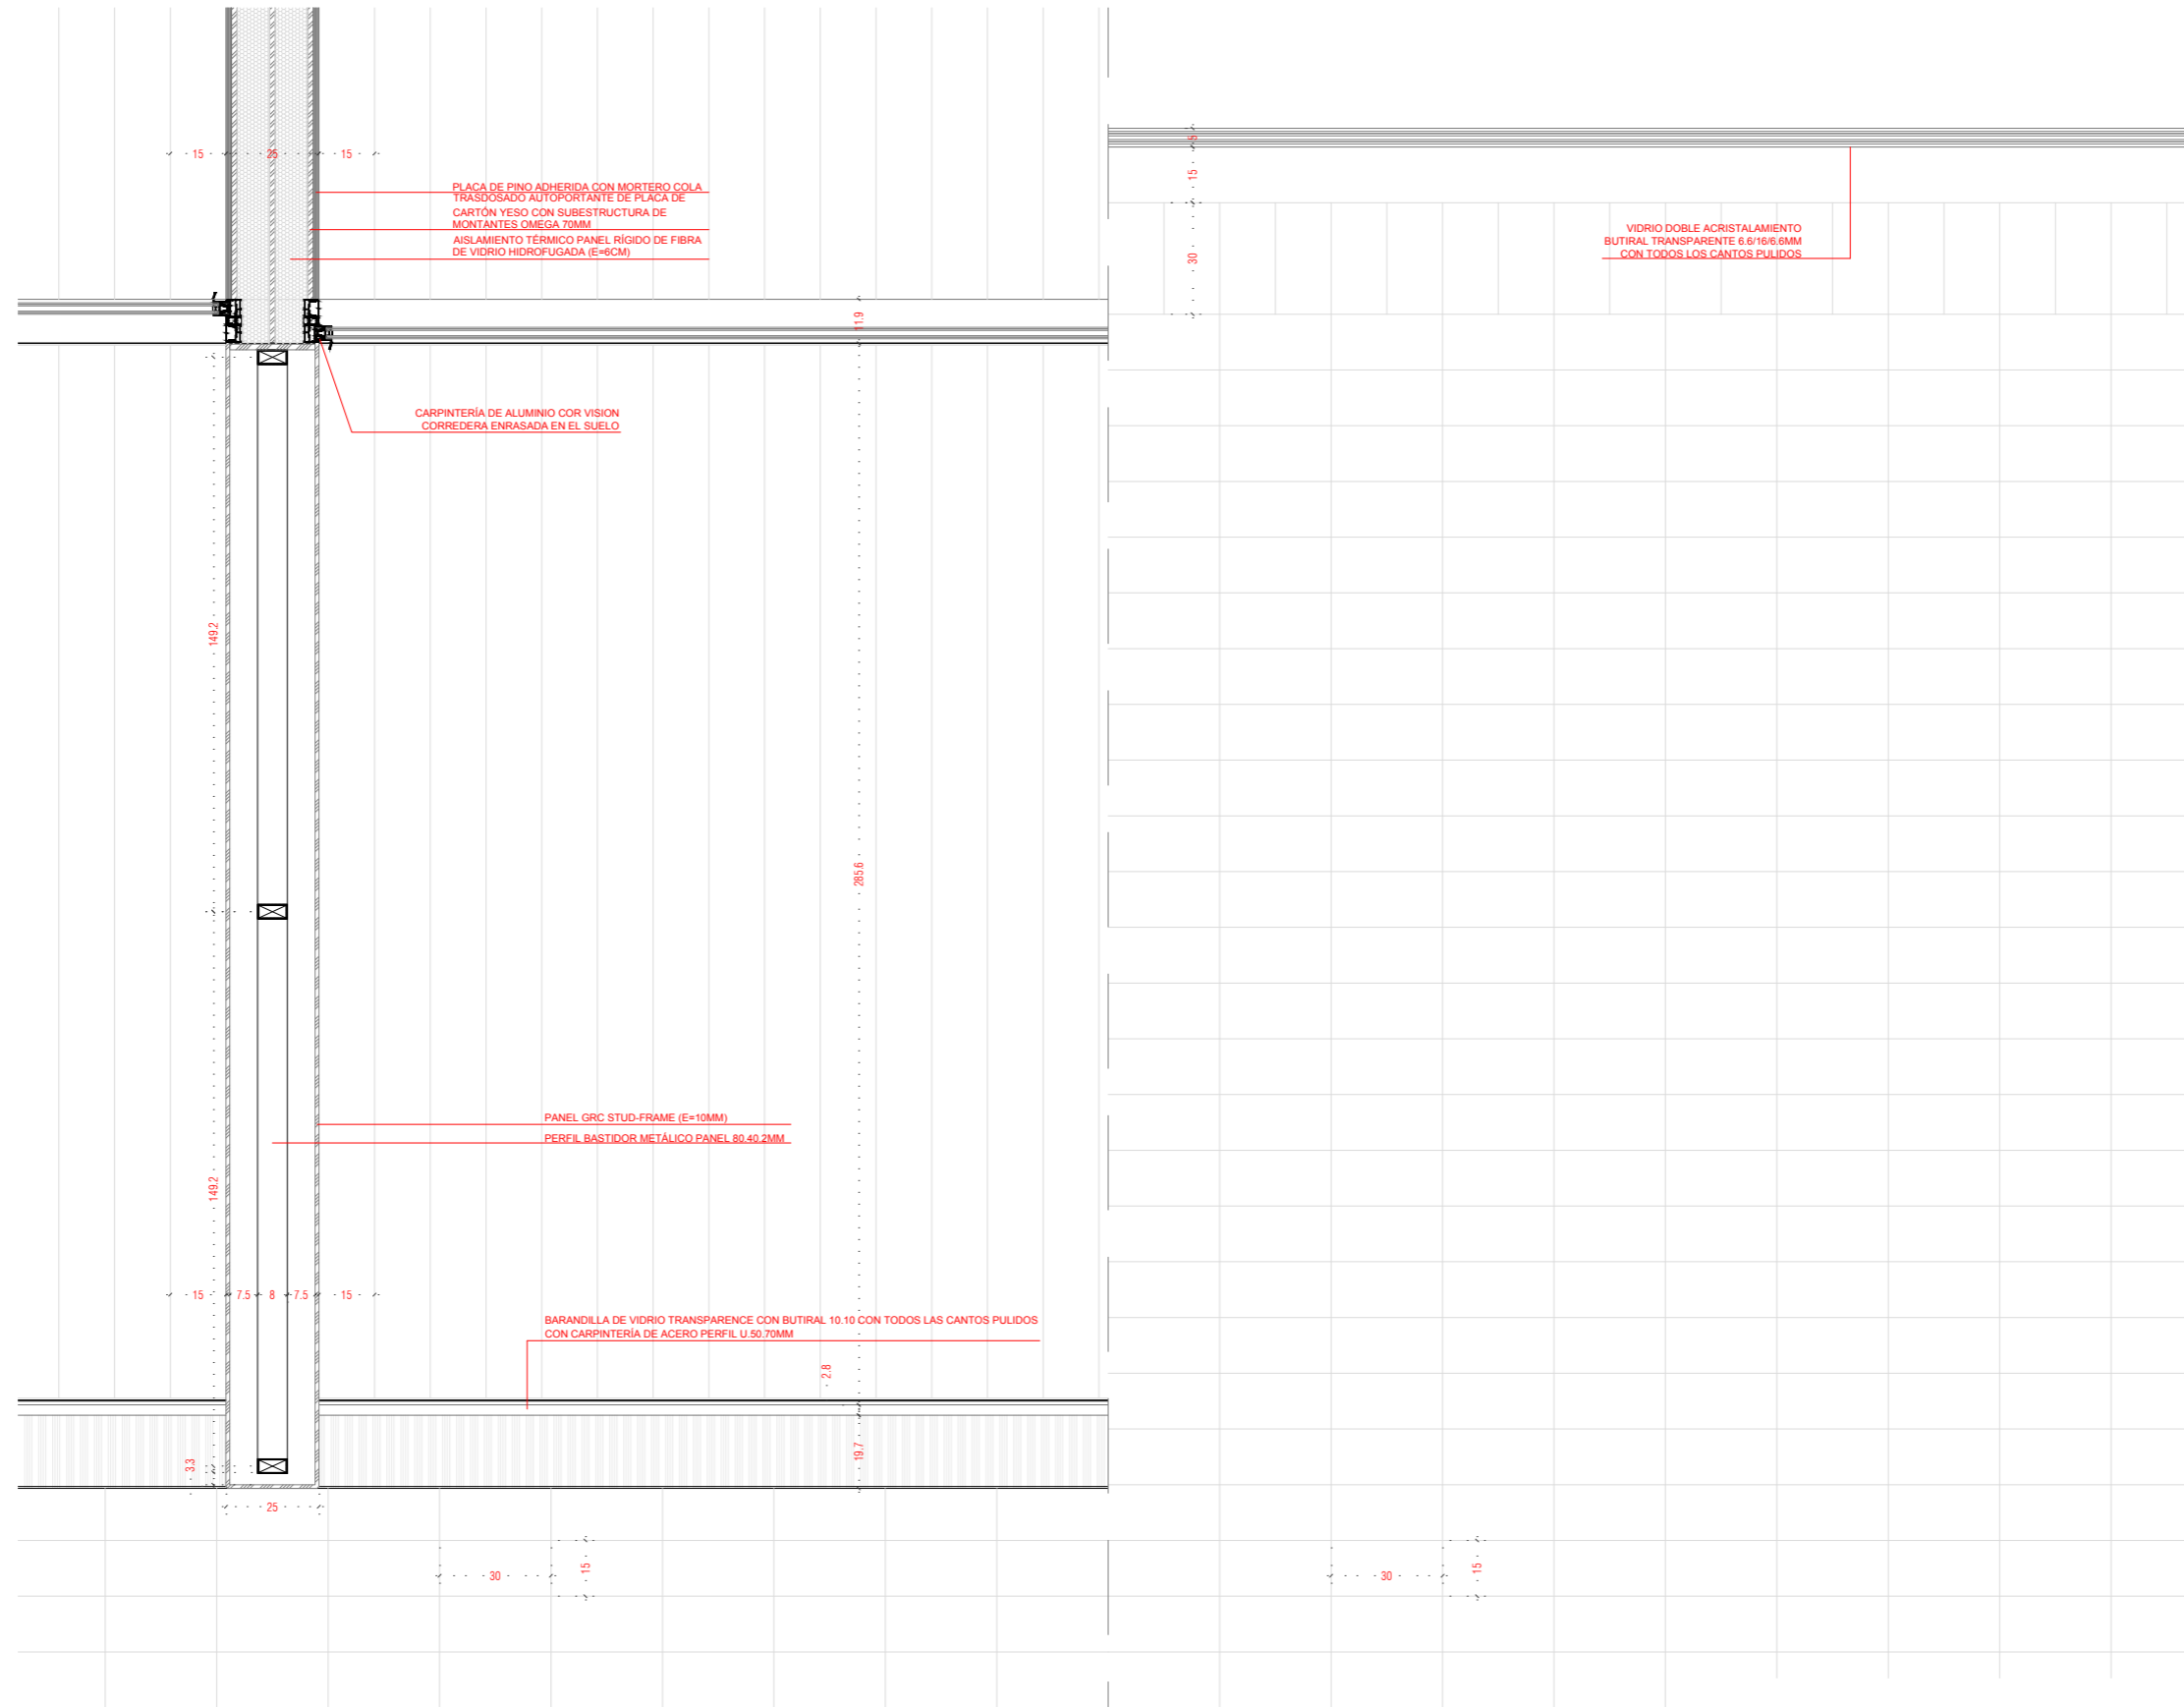 5
15 25 15
15
PLACA DE PINO ADHERIDA CON MORTERO COLA
TRASDOSADO AUTOPORTANTE DE PLACA DE
CARTÓN YESO CON SUBESTRUCTURA DE
MONTANTES OMEGA 70MM
AISLAMIENTO TÉRMICO PANEL RÍGIDO DE FIBRA
DE VIDRIO HIDROFUGADA (E=6CM)
VIDRIO DOBLE ACRISTALAMIENTO
BUTIRAL TRANSPARENTE 6.6/16/6.6MM
CON TODOS LOS CANTOS PULIDOS
30
11.9
CARPINTERÍA DE ALUMINIO COR VISION
CORREDERA ENRASADA EN EL SUELO
149.2
285.6
PANEL GRC STUD-FRAME (E=10MM)
PERFIL BASTIDOR METÁLICO PANEL 80.40.2MM
149.2
15 7.5 8 7.5 15
BARANDILLA DE VIDRIO TRANSPARENCE CON BUTIRAL 10.10 CON TODOS LAS CANTOS PULIDOS
CON CARPINTERÍA DE ACERO PERFIL U.50.70MM
2.8
19.7
3.3
25
30 15
30 15